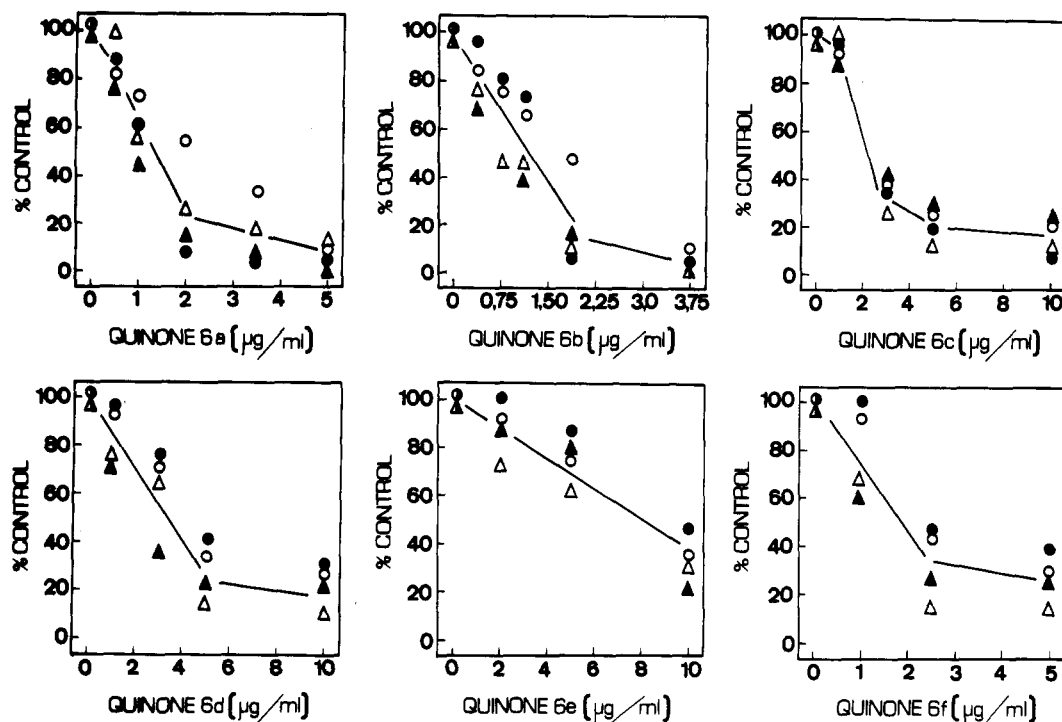 % CONTROL
100
80
60
40
20
0
0 1 2 3 4 5
QUINONE 6a (µg/ml)
% CONTROL
100
80
60
40
20
0
0 0,75 1,50 2,25 3,0 3,75
QUINONE 6b (µg/ml)
% CONTROL
100
80
60
40
20
0
0 2 4 6 8 10
QUINONE 6c (µg/ml)
% CONTROL
100
80
60
40
20
0
0 2 4 6 8 10
QUINONE 6d (µg/ml)
% CONTROL
100
80
60
40
20
0
0 2 4 6 8 10
QUINONE 6e (µg/ml)
% CONTROL
100
80
60
40
20
0
0 1 2 3 4 5
QUINONE 6f (µg/ml)